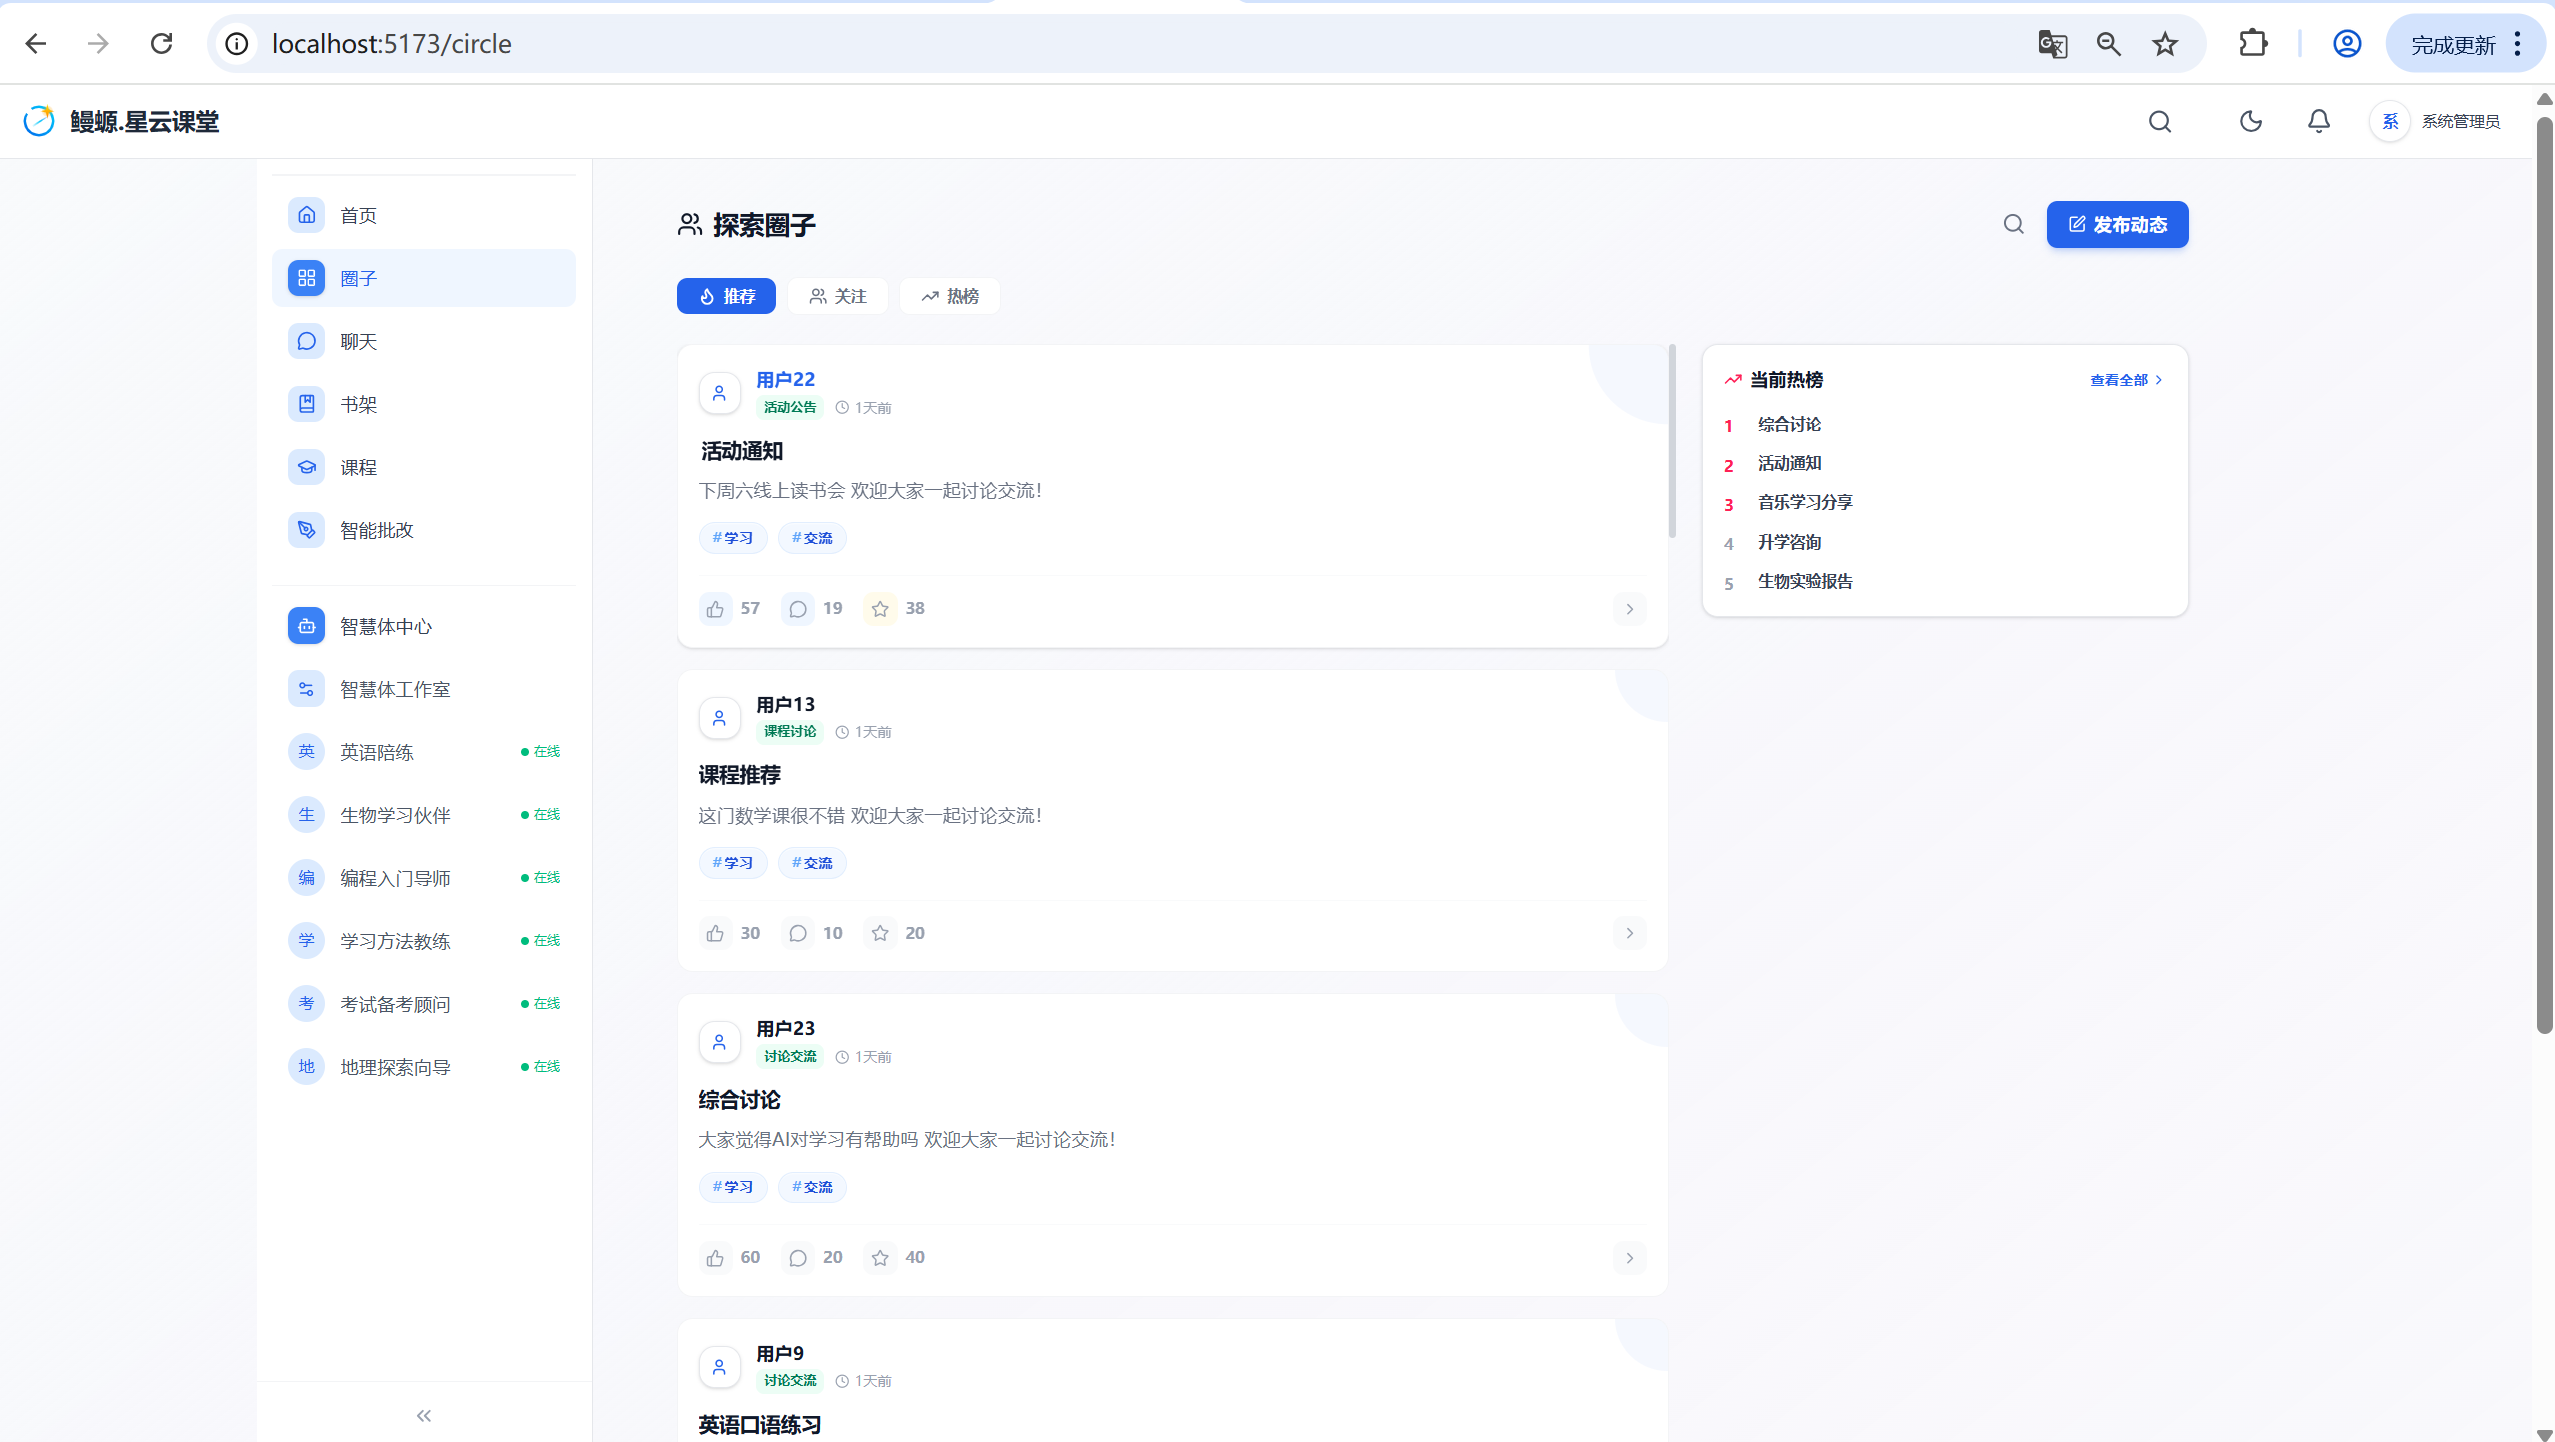 localhost:5173/circle
完成更新
鳗螈.星云课堂
系 系统管理员
首页
圈子
聊天
书架
课程
智能批改
智慧体中心
智慧体工作室
英 英语陪练 在线
生 生物学习伙伴 在线
编 编程入门导师 在线
学 学习方法教练 在线
考 考试备考顾问 在线
地 地理探索向导 在线
探索圈子
发布动态
推荐 关注 热榜
用户22
活动公告 1天前
活动通知
下周六线上读书会 欢迎大家一起讨论交流！
#学习 #交流
57 19 38
用户13
课程讨论 1天前
课程推荐
这门数学课很不错 欢迎大家一起讨论交流！
#学习 #交流
30 10 20
用户23
讨论交流 1天前
综合讨论
大家觉得AI对学习有帮助吗 欢迎大家一起讨论交流！
#学习 #交流
60 20 40
用户9
讨论交流 1天前
英语口语练习
当前热榜 查看全部
1 综合讨论
2 活动通知
3 音乐学习分享
4 升学咨询
5 生物实验报告